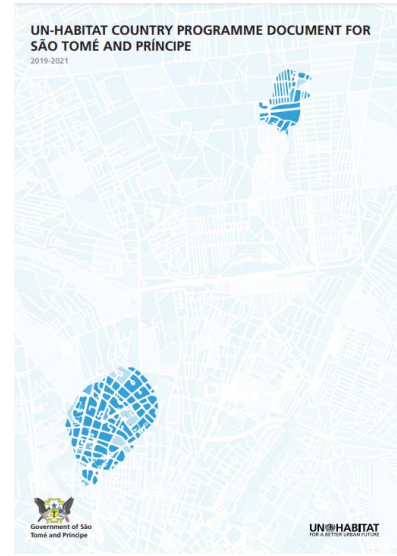 UN-HABITAT COUNTRY PROGRAMME DOCUMENT FOR
SÃO TOMÉ AND PRÍNCIPE
2019-2021
Government of São
Tomé and Príncipe
UN HABITAT
FOR A BETTER URBAN FUTURE